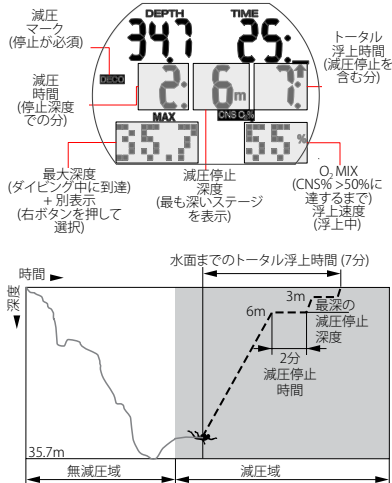 DEPTH
TIME
34.7
25:
減圧
マーク
(停止が必須)
トータル
浮上時間
(減圧停止を
含む分)
DECO
減圧
時間
(停止深度
での分)
2:
6m
7:
CNS O₂%
MAX
35.7
55%
最大深度
(ダイビング中に到達)
+ 別表示
(右ボタンを押して
選択)
減圧停止
深度
(最も深いステージ
を表示)
O₂ MIX
(CNS% >50%に
達するまで)
浮上速度
(浮上中)
水面までのトータル浮上時間 (7分)
時間
深度
3m
6m
最深の
減圧停止
深度
2分
減圧停止
時間
35.7m
無減圧域
減圧域